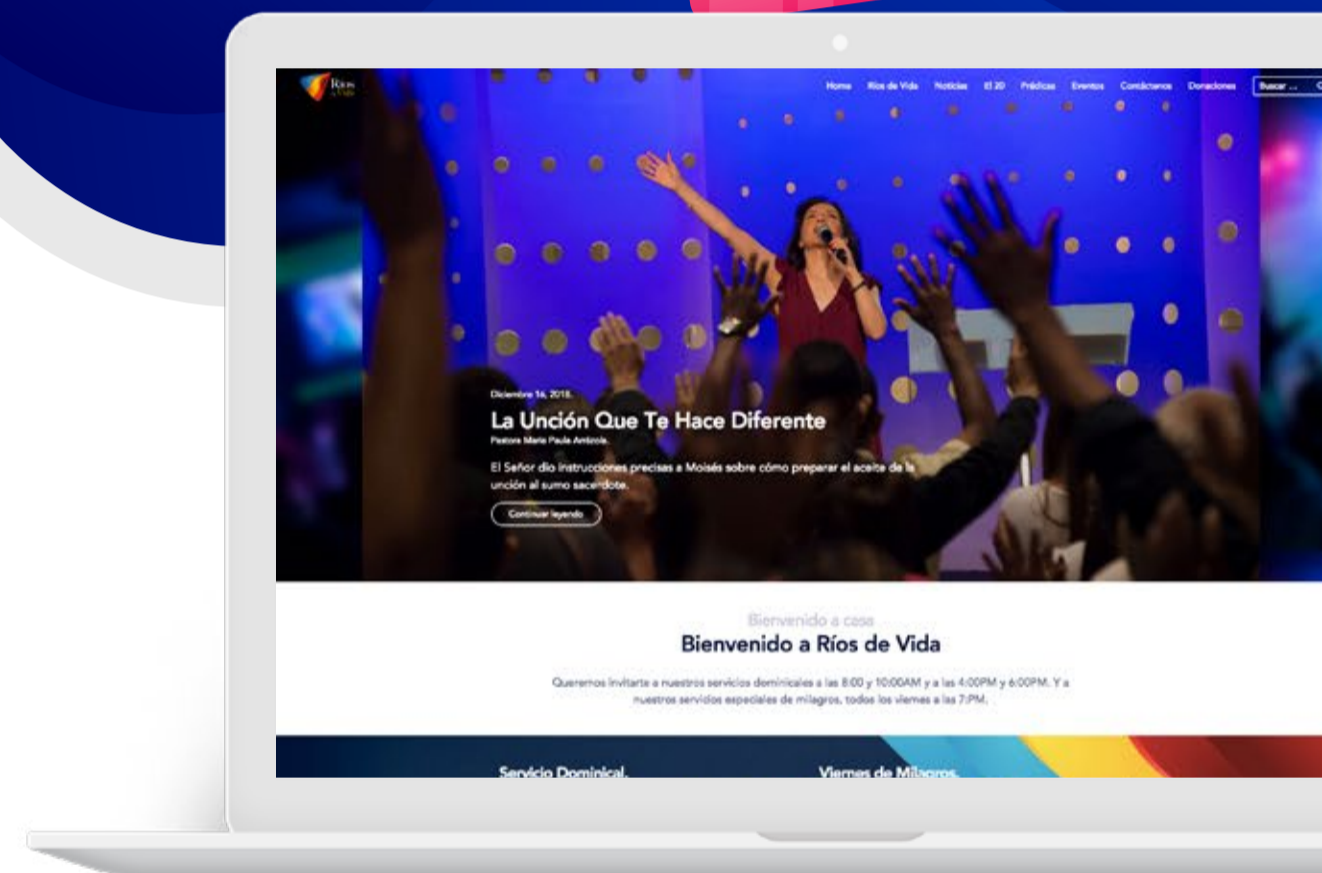 Ríos
de Vida
Home Ríos de Vida Noticias El 20 Prédicas Eventos Contáctanos Donaciones Buscar ...
Diciembre 16, 2018.
La Unción Que Te Hace Diferente
Pastora María Paula
El Señor dio instrucciones precisas a Moisés sobre cómo preparar el aceite de la
unción al sumo sacerdote.
Continuar leyendo
Bienvenido a casa
Bienvenido a Ríos de Vida
Queremos invitarte a nuestros servicios dominicales a las 8:00 y 10:00AM y a las 4:00PM y 6:00PM. Y a
nuestros servicios especiales de milagros, todos los viernes a las 7:PM.
Servicio Dominical. Viernes de Milagros.